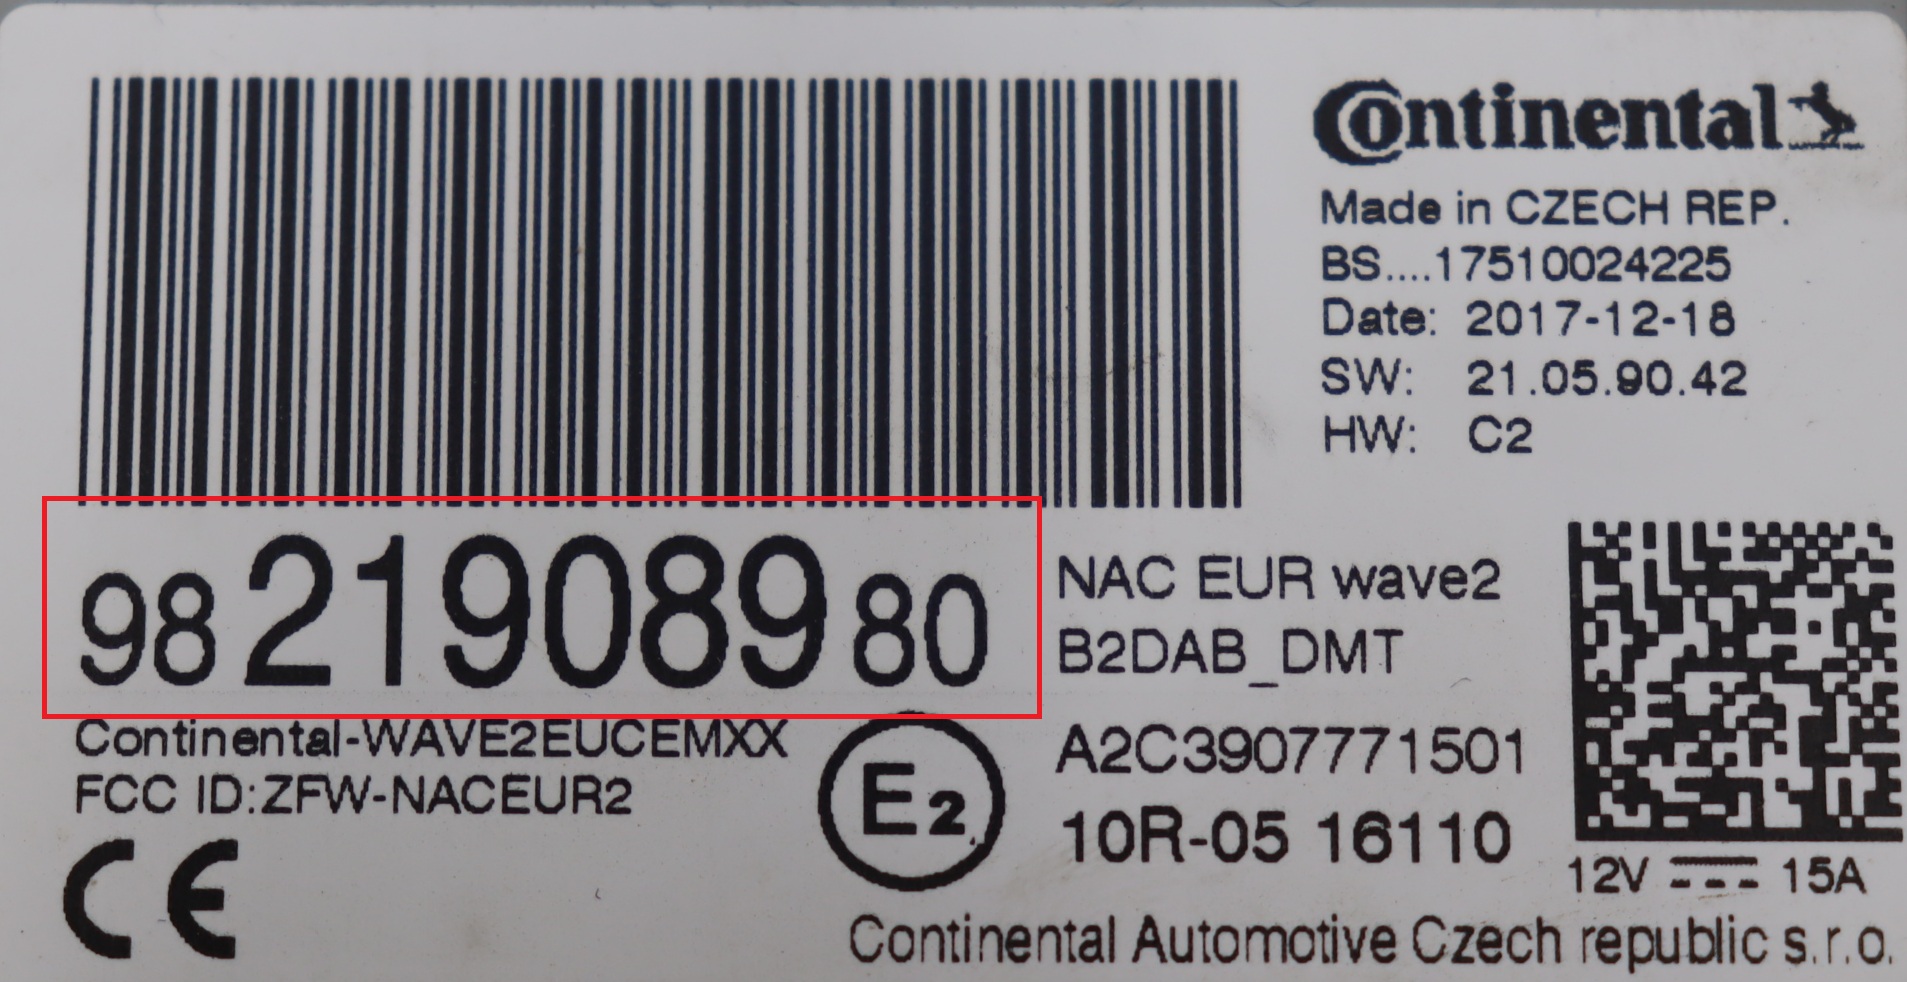 Continental
Made in CZECH REP.
BS....17510024225
Date: 2017-12-18
SW: 21.05.90.42
HW: C2
98 219089 80
NAC EUR wave2
B2DAB_DMT
Continental-WAVE2EUCEMXX
FCC ID:ZFW-NACEUR2
CE
E2
A2C3907771501
10R-05 16110
12V 15A
Continental Automotive Czech republic s.r.o.